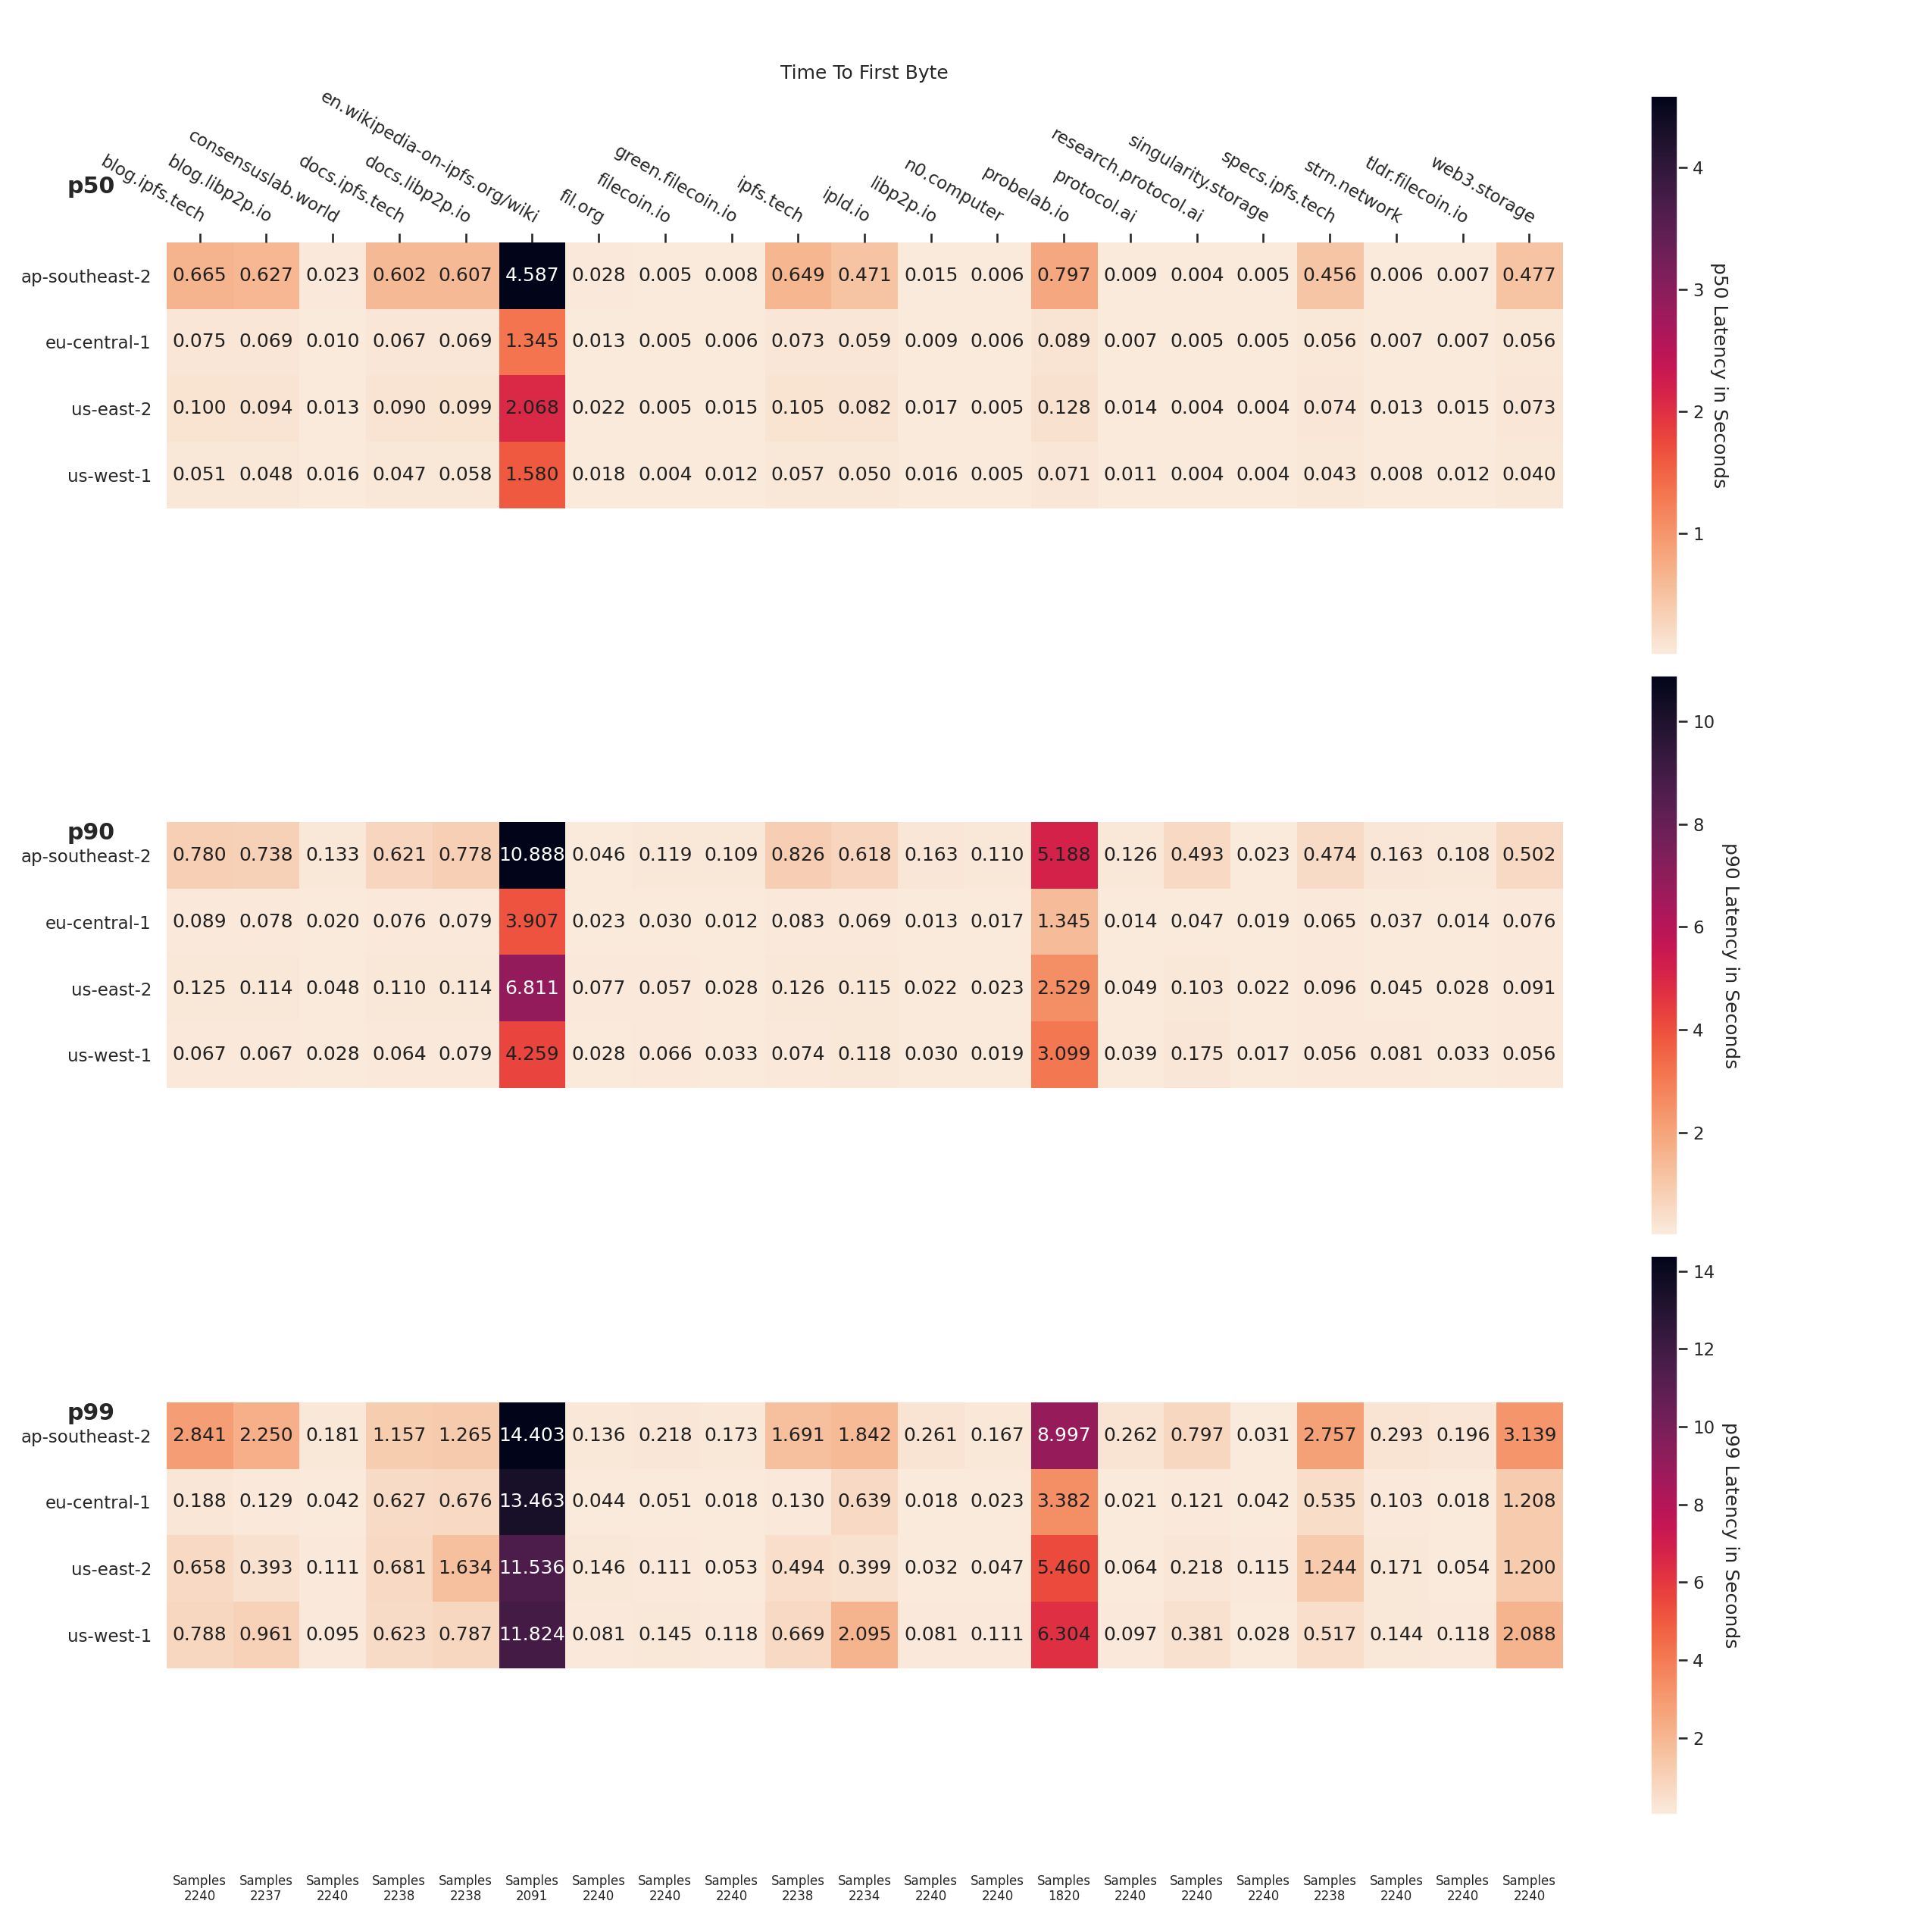 Time To First Byte
p50
blog.ipfs.tech
blog.libp2p.io
consensuslab.world
docs.ipfs.tech
docs.libp2p.io
en.wikipedia-on-ipfs.org/wiki
fil.org
filecoin.io
green.filecoin.io
ipfs.tech
ipld.io
libp2p.io
n0.computer
probelab.io
protocol.ai
research.protocol.ai
singularity.storage
specs.ipfs.tech
strn.network
tldr.filecoin.io
web3.storage
ap-southeast-2 0.665 0.627 0.023 0.602 0.607 4.587 0.028 0.005 0.008 0.649 0.471 0.015 0.006 0.797 0.009 0.004 0.005 0.456 0.006 0.007 0.477
eu-central-1 0.075 0.069 0.010 0.067 0.069 1.345 0.013 0.005 0.006 0.073 0.059 0.009 0.006 0.089 0.007 0.005 0.005 0.056 0.007 0.007 0.056
us-east-2 0.100 0.094 0.013 0.090 0.099 2.068 0.022 0.005 0.015 0.105 0.082 0.017 0.005 0.128 0.014 0.004 0.004 0.074 0.013 0.015 0.073
us-west-1 0.051 0.048 0.016 0.047 0.058 1.580 0.018 0.004 0.012 0.057 0.050 0.016 0.005 0.071 0.011 0.004 0.004 0.043 0.008 0.012 0.040
4
3
2
1
p50 Latency in Seconds
p90
ap-southeast-2 0.780 0.738 0.133 0.621 0.778 10.888 0.046 0.119 0.109 0.826 0.618 0.163 0.110 5.188 0.126 0.493 0.023 0.474 0.163 0.108 0.502
eu-central-1 0.089 0.078 0.020 0.076 0.079 3.907 0.023 0.030 0.012 0.083 0.069 0.013 0.017 1.345 0.014 0.047 0.019 0.065 0.037 0.014 0.076
us-east-2 0.125 0.114 0.048 0.110 0.114 6.811 0.077 0.057 0.028 0.126 0.115 0.022 0.023 2.529 0.049 0.103 0.022 0.096 0.045 0.028 0.091
us-west-1 0.067 0.067 0.028 0.064 0.079 4.259 0.028 0.066 0.033 0.074 0.118 0.030 0.019 3.099 0.039 0.175 0.017 0.056 0.081 0.033 0.056
10
8
6
4
2
p90 Latency in Seconds
p99
ap-southeast-2 2.841 2.250 0.181 1.157 1.265 14.403 0.136 0.218 0.173 1.691 1.842 0.261 0.167 8.997 0.262 0.797 0.031 2.757 0.293 0.196 3.139
eu-central-1 0.188 0.129 0.042 0.627 0.676 13.463 0.044 0.051 0.018 0.130 0.639 0.018 0.023 3.382 0.021 0.121 0.042 0.535 0.103 0.018 1.208
us-east-2 0.658 0.393 0.111 0.681 1.634 11.536 0.146 0.111 0.053 0.494 0.399 0.032 0.047 5.460 0.064 0.218 0.115 1.244 0.171 0.054 1.200
us-west-1 0.788 0.961 0.095 0.623 0.787 11.824 0.081 0.145 0.118 0.669 2.095 0.081 0.111 6.304 0.097 0.381 0.028 0.517 0.144 0.118 2.088
14
12
10
8
6
4
2
p99 Latency in Seconds
Samples Samples Samples Samples Samples Samples Samples Samples Samples Samples Samples Samples Samples Samples Samples Samples Samples Samples Samples Samples Samples
2240 2237 2240 2238 2238 2091 2240 2240 2240 2238 2234 2240 2240 1820 2240 2240 2240 2238 2240 2240 2240